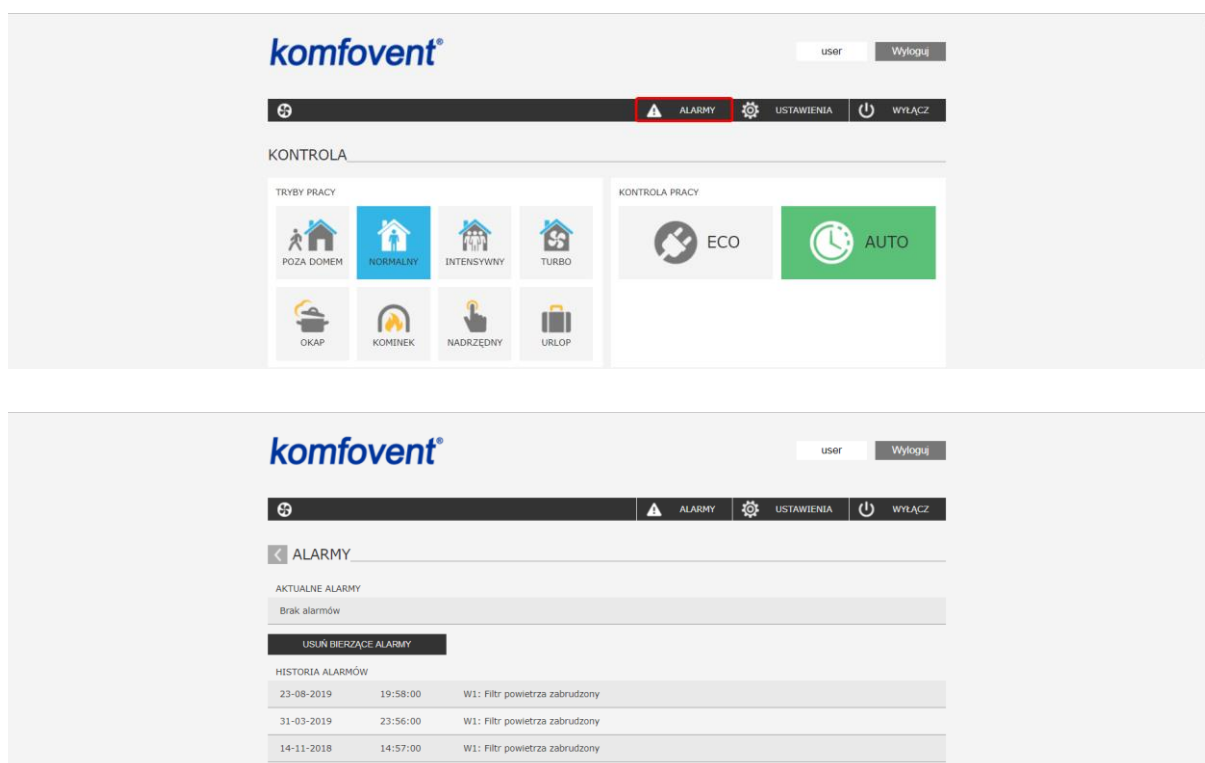 komfovent®
user Wyloguj
ALARMY USTAWIENIA WYŁĄCZ
KONTROLA
TRYBY PRACY KONTROLA PRACY
POZA DOMEM NORMALNY INTENSYWNY TURBO ECO AUTO
OKAP KOMINEK NADRZĘDNY URLOP
komfovent®
user Wyloguj
ALARMY USTAWIENIA WYŁĄCZ
ALARMY
AKTUALNE ALARMY
Brak alarmów
USUŃ BIERZĄCE ALARMY
HISTORIA ALARMÓW
23-08-2019 19:58:00 W1: Filtr powietrza zabrudzony
31-03-2019 23:56:00 W1: Filtr powietrza zabrudzony
14-11-2018 14:57:00 W1: Filtr powietrza zabrudzony